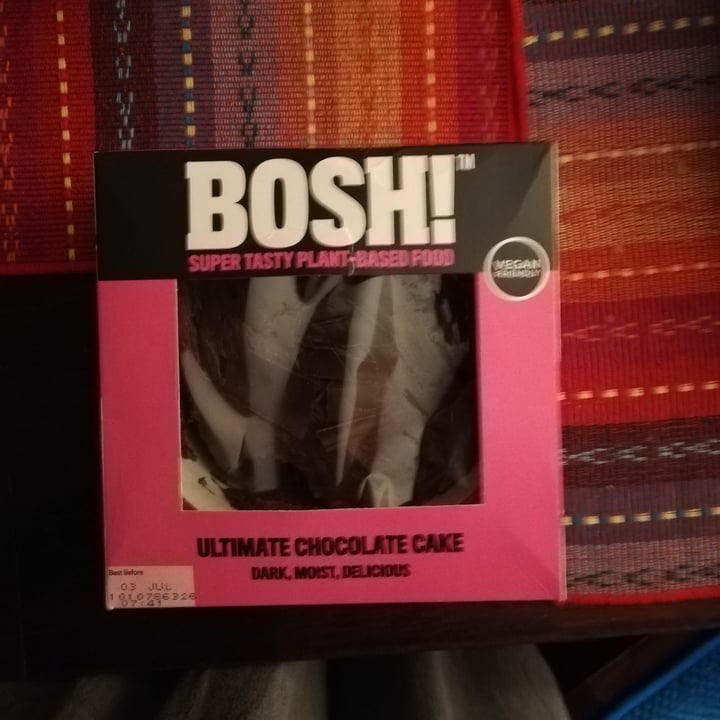 BOSH!™
SUPER TASTY PLANT-BASED FOOD
VEGAN
FRIENDLY
ULTIMATE CHOCOLATE CAKE
DARK, MOIST, DELICIOUS
Best Before
03 JUL
1010786326
07:41